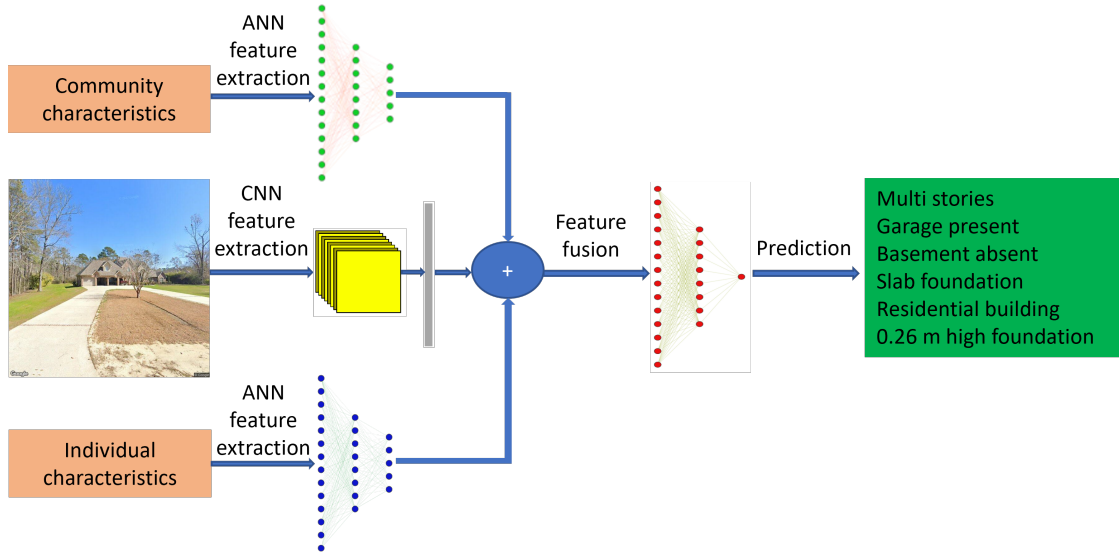 ANN
feature
extraction
Community
characteristics
CNN
feature
extraction
Google
Feature
fusion
+
Prediction
Multi stories
Garage present
Basement absent
Slab foundation
Residential building
0.26 m high foundation
ANN
feature
extraction
Individual
characteristics